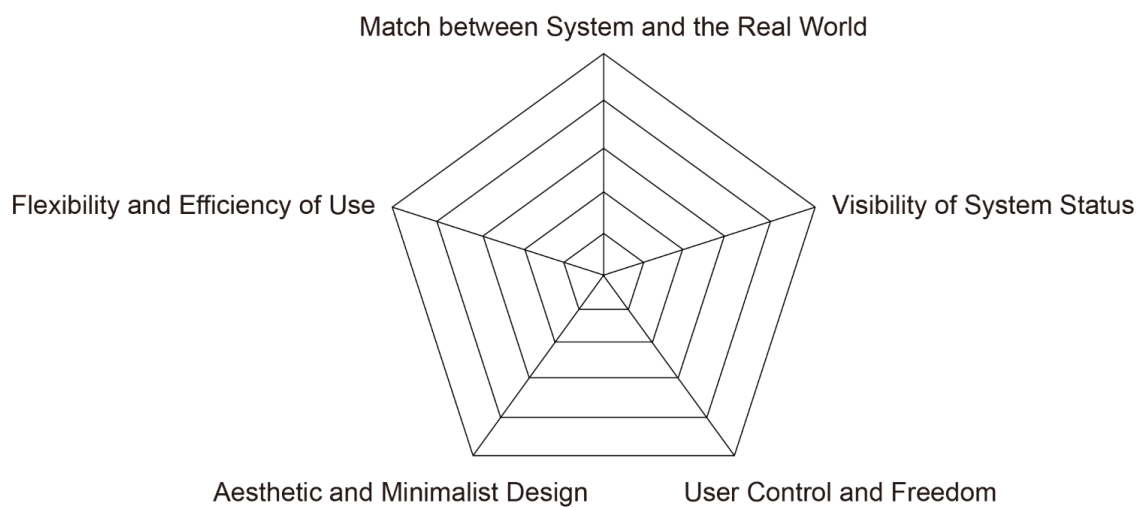 Match between System and the Real World
Flexibility and Efficiency of Use
Visibility of System Status
Aesthetic and Minimalist Design
User Control and Freedom